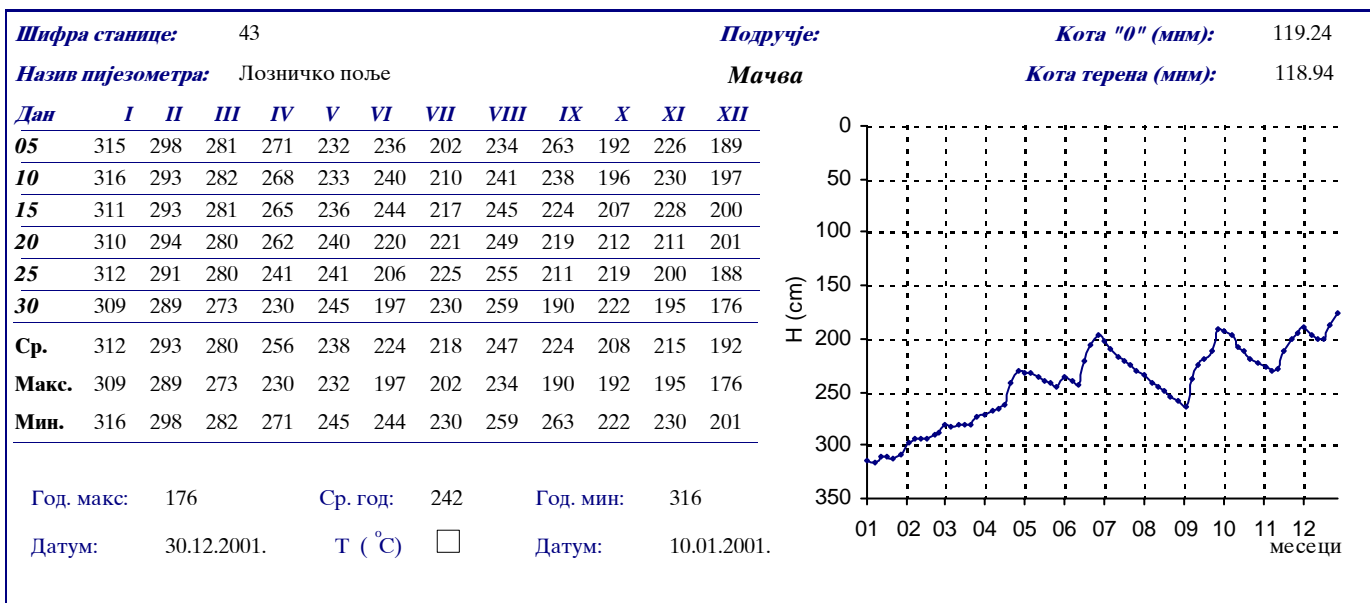 Шифра станице: 43 Подручје: Кота "0" (мнм): 119.24
Назив пијезометра: Лозничко поље Мачва Кота терена (мнм): 118.94
Дан I II III IV V VI VII VIII IX X XI XII
05 315 298 281 271 232 236 202 234 263 192 226 189
10 316 293 282 268 233 240 210 241 238 196 230 197
15 311 293 281 265 236 244 217 245 224 207 228 200
20 310 294 280 262 240 220 221 249 219 212 211 201
25 312 291 280 241 241 206 225 255 211 219 200 188
30 309 289 273 230 245 197 230 259 190 222 195 176
Ср. 312 293 280 256 238 224 218 247 224 208 215 192
Макс. 309 289 273 230 232 197 202 234 190 192 195 176
Мин. 316 298 282 271 245 244 230 259 263 222 230 201
Год. макс: 176 Ср. год: 242 Год. мин: 316
Датум: 30.12.2001. T ( °C) Датум: 10.01.2001.
H (cm)
0
50
100
150
200
250
300
350
01 02 03 04 05 06 07 08 09 10 11 12
месеци